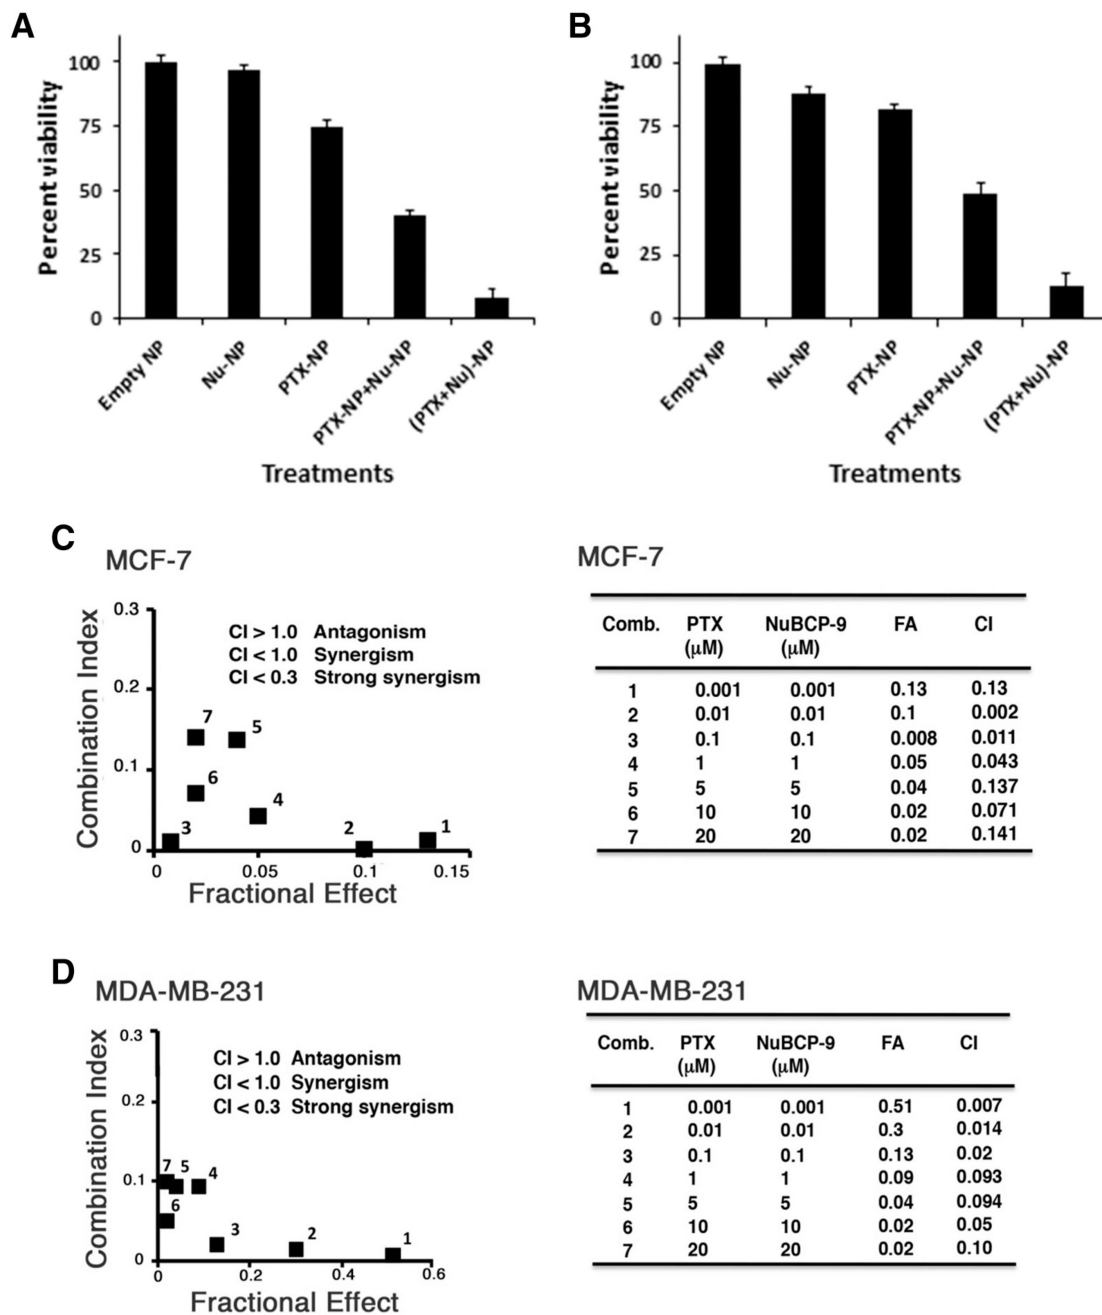 A
Percent viability
100
75
50
25
0
Empty NP
Nu-NP
PTX-NP
PTX-NP+Nu-NP
(PTX+Nu)-NP
Treatments
B
Percent viability
100
75
50
25
0
Empty NP
Nu-NP
PTX-NP
PTX-NP+Nu-NP
(PTX+Nu)-NP
Treatments
C
MCF-7
Combination Index
0.3
0.2
0.1
0
CI > 1.0 Antagonism
CI < 1.0 Synergism
CI < 0.3 Strong synergism
7
5
6
4
3
2
1
0 0.05 0.1 0.15
Fractional Effect
MCF-7
Comb. PTX NuBCP-9 FA CI
(μM) (μM)
1 0.001 0.001 0.13 0.13
2 0.01 0.01 0.1 0.002
3 0.1 0.1 0.008 0.011
4 1 1 0.05 0.043
5 5 5 0.04 0.137
6 10 10 0.02 0.071
7 20 20 0.02 0.141
D
MDA-MB-231
Combination Index
0.3
0.2
0.1
0
CI > 1.0 Antagonism
CI < 1.0 Synergism
CI < 0.3 Strong synergism
7 5 4
6
3 2 1
0 0.2 0.4 0.6
Fractional Effect
MDA-MB-231
Comb. PTX NuBCP-9 FA CI
(μM) (μM)
1 0.001 0.001 0.51 0.007
2 0.01 0.01 0.3 0.014
3 0.1 0.1 0.13 0.02
4 1 1 0.09 0.093
5 5 5 0.04 0.094
6 10 10 0.02 0.05
7 20 20 0.02 0.10